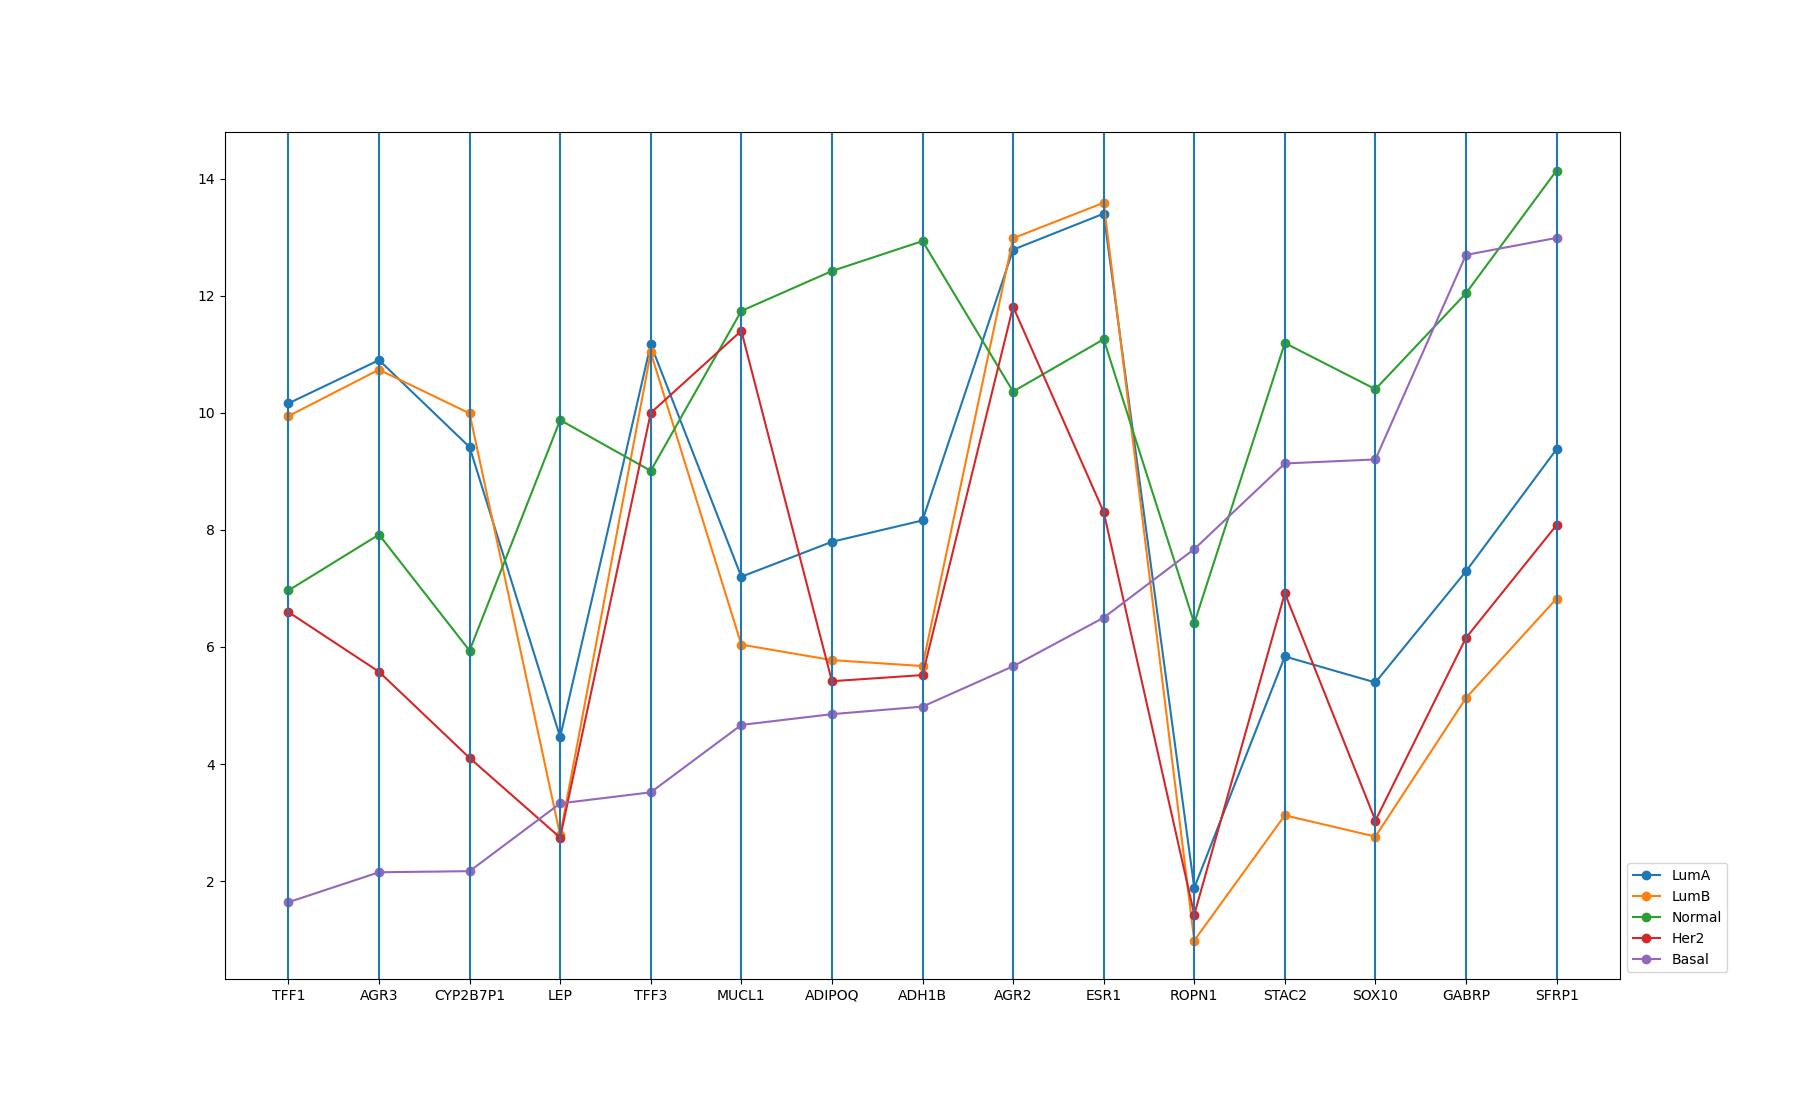 14
12
10
8
6
4
2
TFF1 AGR3 CYP2B7P1 LEP TFF3 MUCL1 ADIPOQ ADH1B AGR2 ESR1 ROPN1 STAC2 SOX10 GABRP SFRP1
LumA
LumB
Normal
Her2
Basal